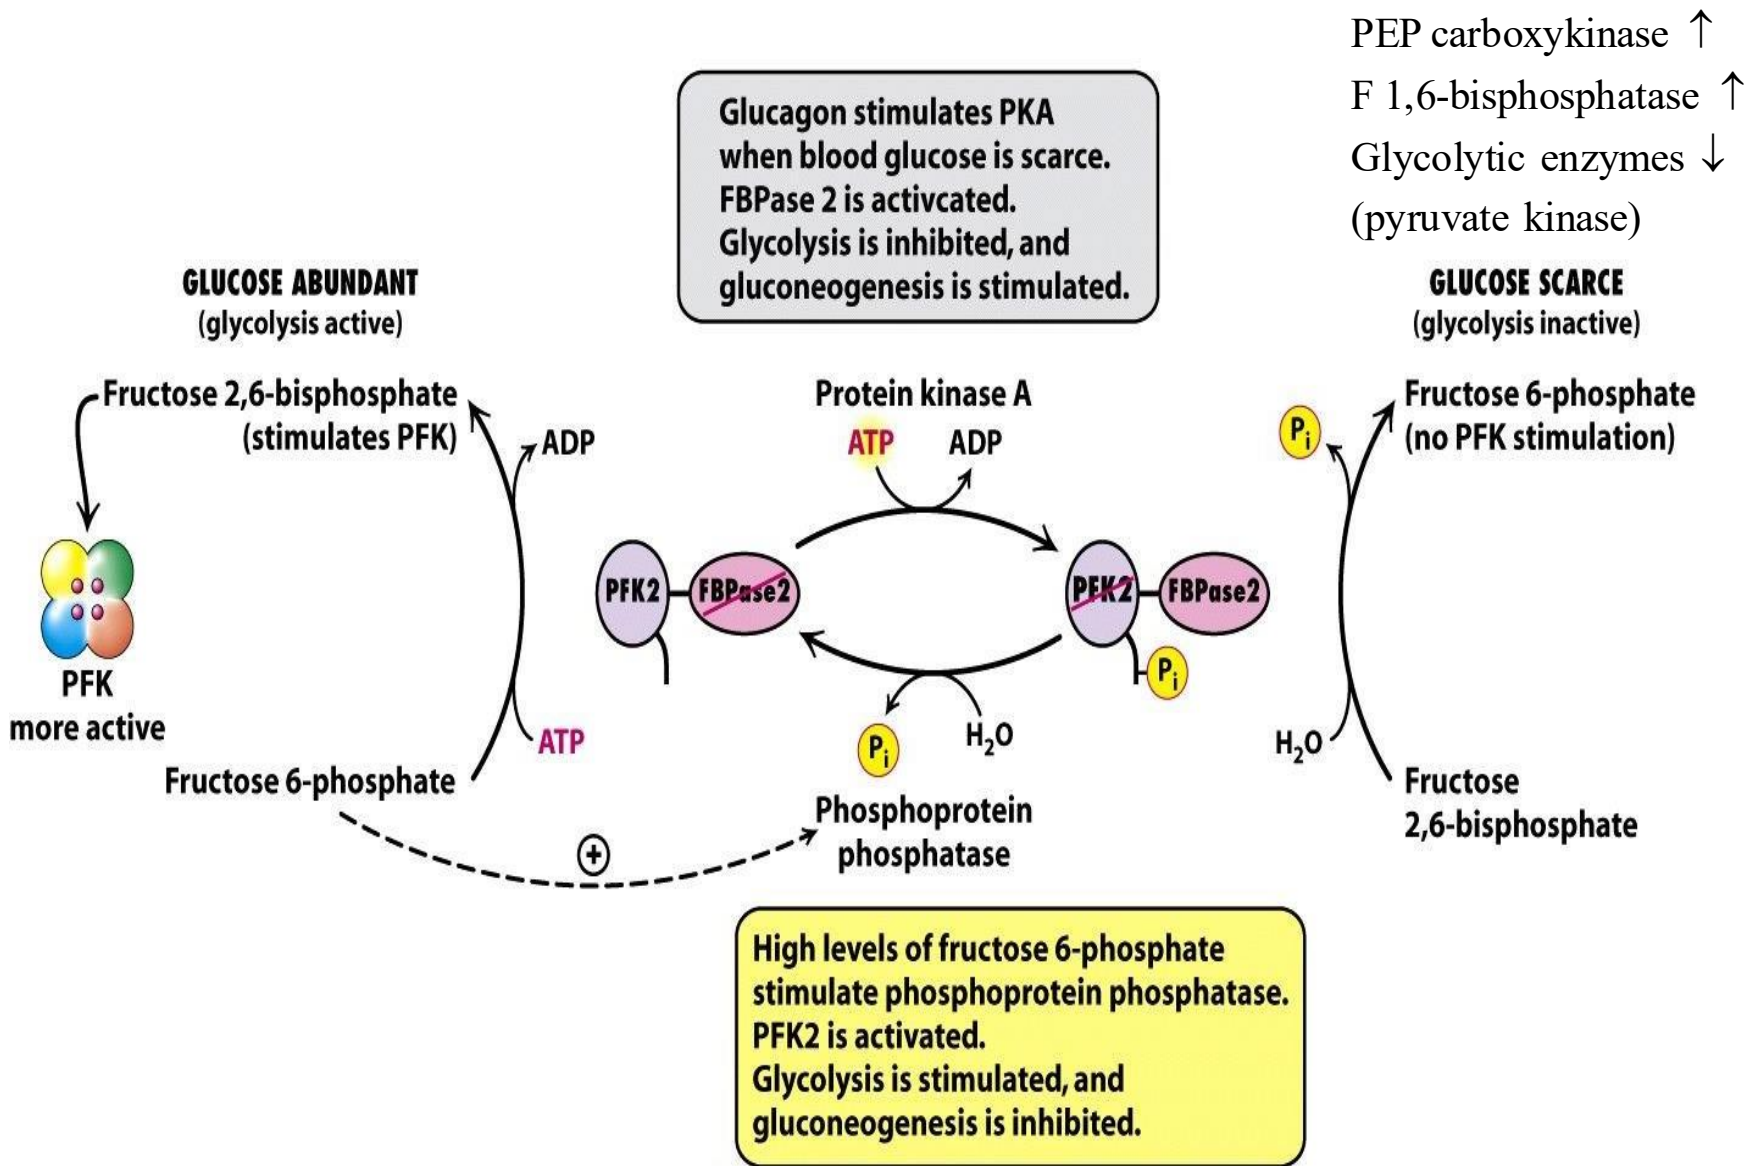 PEP carboxykinase ↑
F 1,6-bisphosphatase ↑
Glycolytic enzymes ↓
(pyruvate kinase)
Glucagon stimulates PKA
when blood glucose is scarce.
FBPase 2 is activcated.
Glycolysis is inhibited, and
gluconeogenesis is stimulated.
GLUCOSE ABUNDANT
(glycolysis active)
Fructose 2,6-bisphosphate
(stimulates PFK)
ADP
PFK
more active
ATP
Fructose 6-phosphate
Protein kinase A
ATP
ADP
PFK2
FBPase2
PFK2
FBPase2
Pi
Pi
H₂O
Phosphoprotein
phosphatase
+
GLUCOSE SCARCE
(glycolysis inactive)
Fructose 6-phosphate
(no PFK stimulation)
Pi
H₂O
Fructose
2,6-bisphosphate
High levels of fructose 6-phosphate
stimulate phosphoprotein phosphatase.
PFK2 is activated.
Glycolysis is stimulated, and
gluconeogenesis is inhibited.